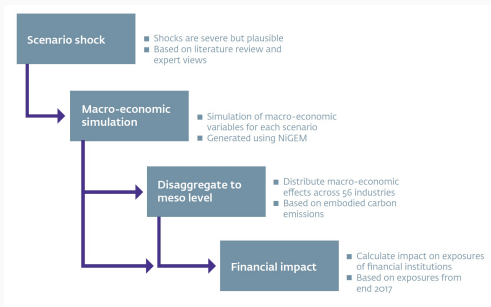 Scenario shock
■ Shocks are severe but plausible
■ Based on literature review and
expert views
Macro-economic
simulation
■ Simulation of macro-economic
variables for each scenario
■ Generated using NiGEM
Disaggregate to
meso level
■ Distribute macro-economic
effects across 56 industries
■ Based on embodied carbon
emissions
Financial impact
■ Calculate impact on exposures
of financial institutions
■ Based on exposures from
end 2017